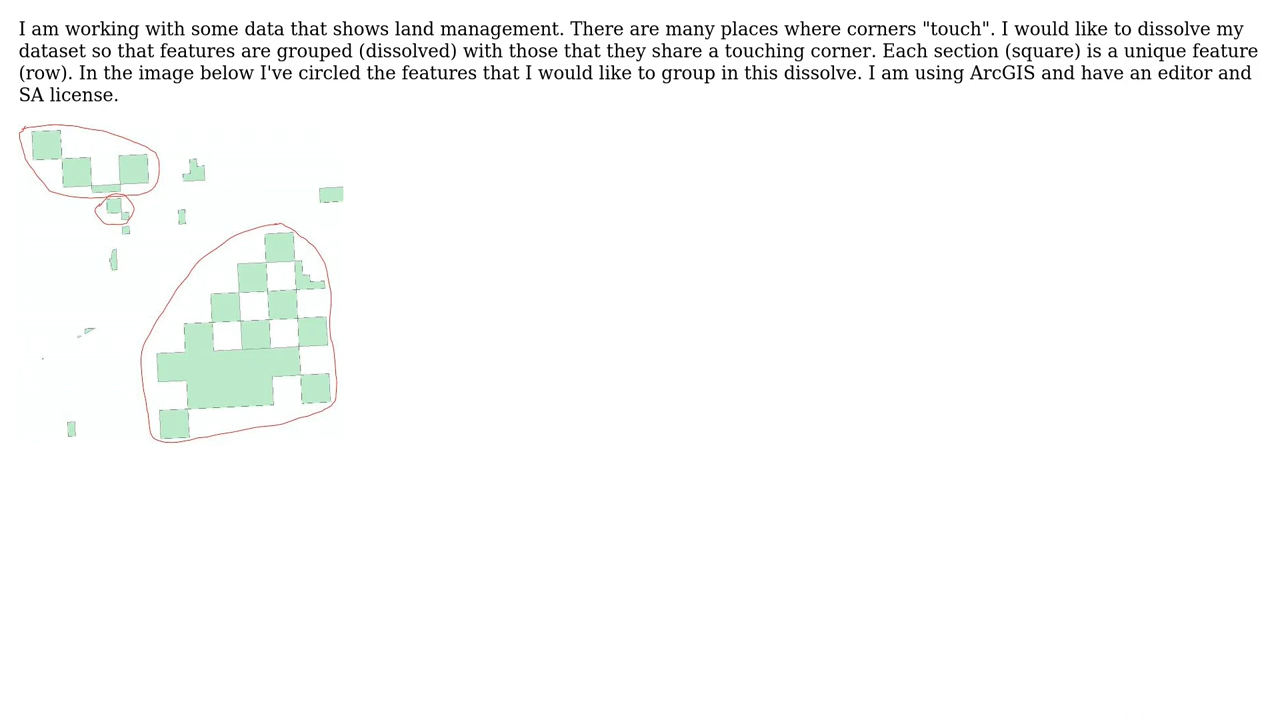 I am working with some data that shows land management. There are many places where corners "touch". I would like to dissolve my
dataset so that features are grouped (dissolved) with those that they share a touching corner. Each section (square) is a unique feature
(row). In the image below I've circled the features that I would like to group in this dissolve. I am using ArcGIS and have an editor and
SA license.